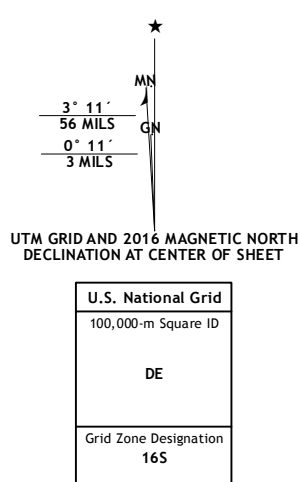 MN
3° 11´
56 MILS
GN
0° 11´
3 MILS
UTM GRID AND 2016 MAGNETIC NORTH
DECLINATION AT CENTER OF SHEET
U.S. National Grid
100,000-m Square ID
DE
Grid Zone Designation
16S